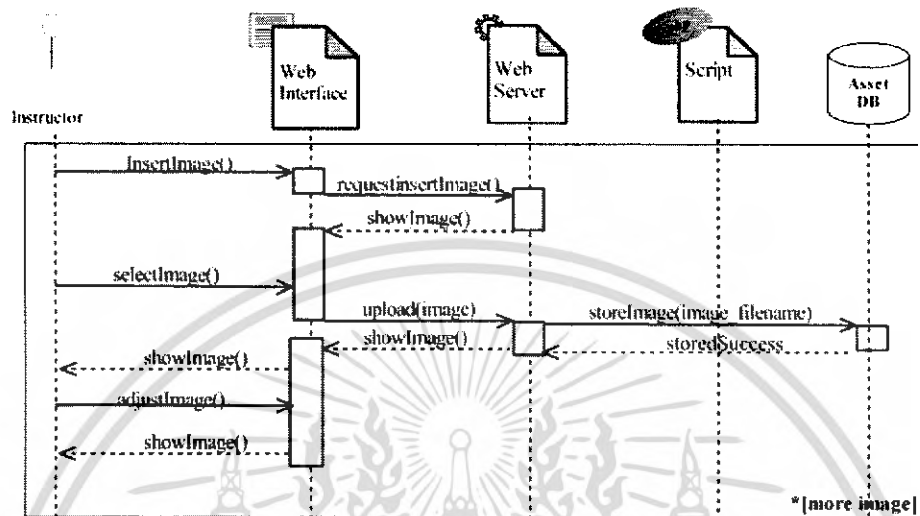 Web
Interface
Web
Server
Script
Asset
DB
Instructor
InsertImage()
requestinsertImage()
showImage()
selectImage()
upload(image)
storeImage(image_filename)
showImage()
storedSuccess
showImage()
adjustImage()
showImage()
*[more image]